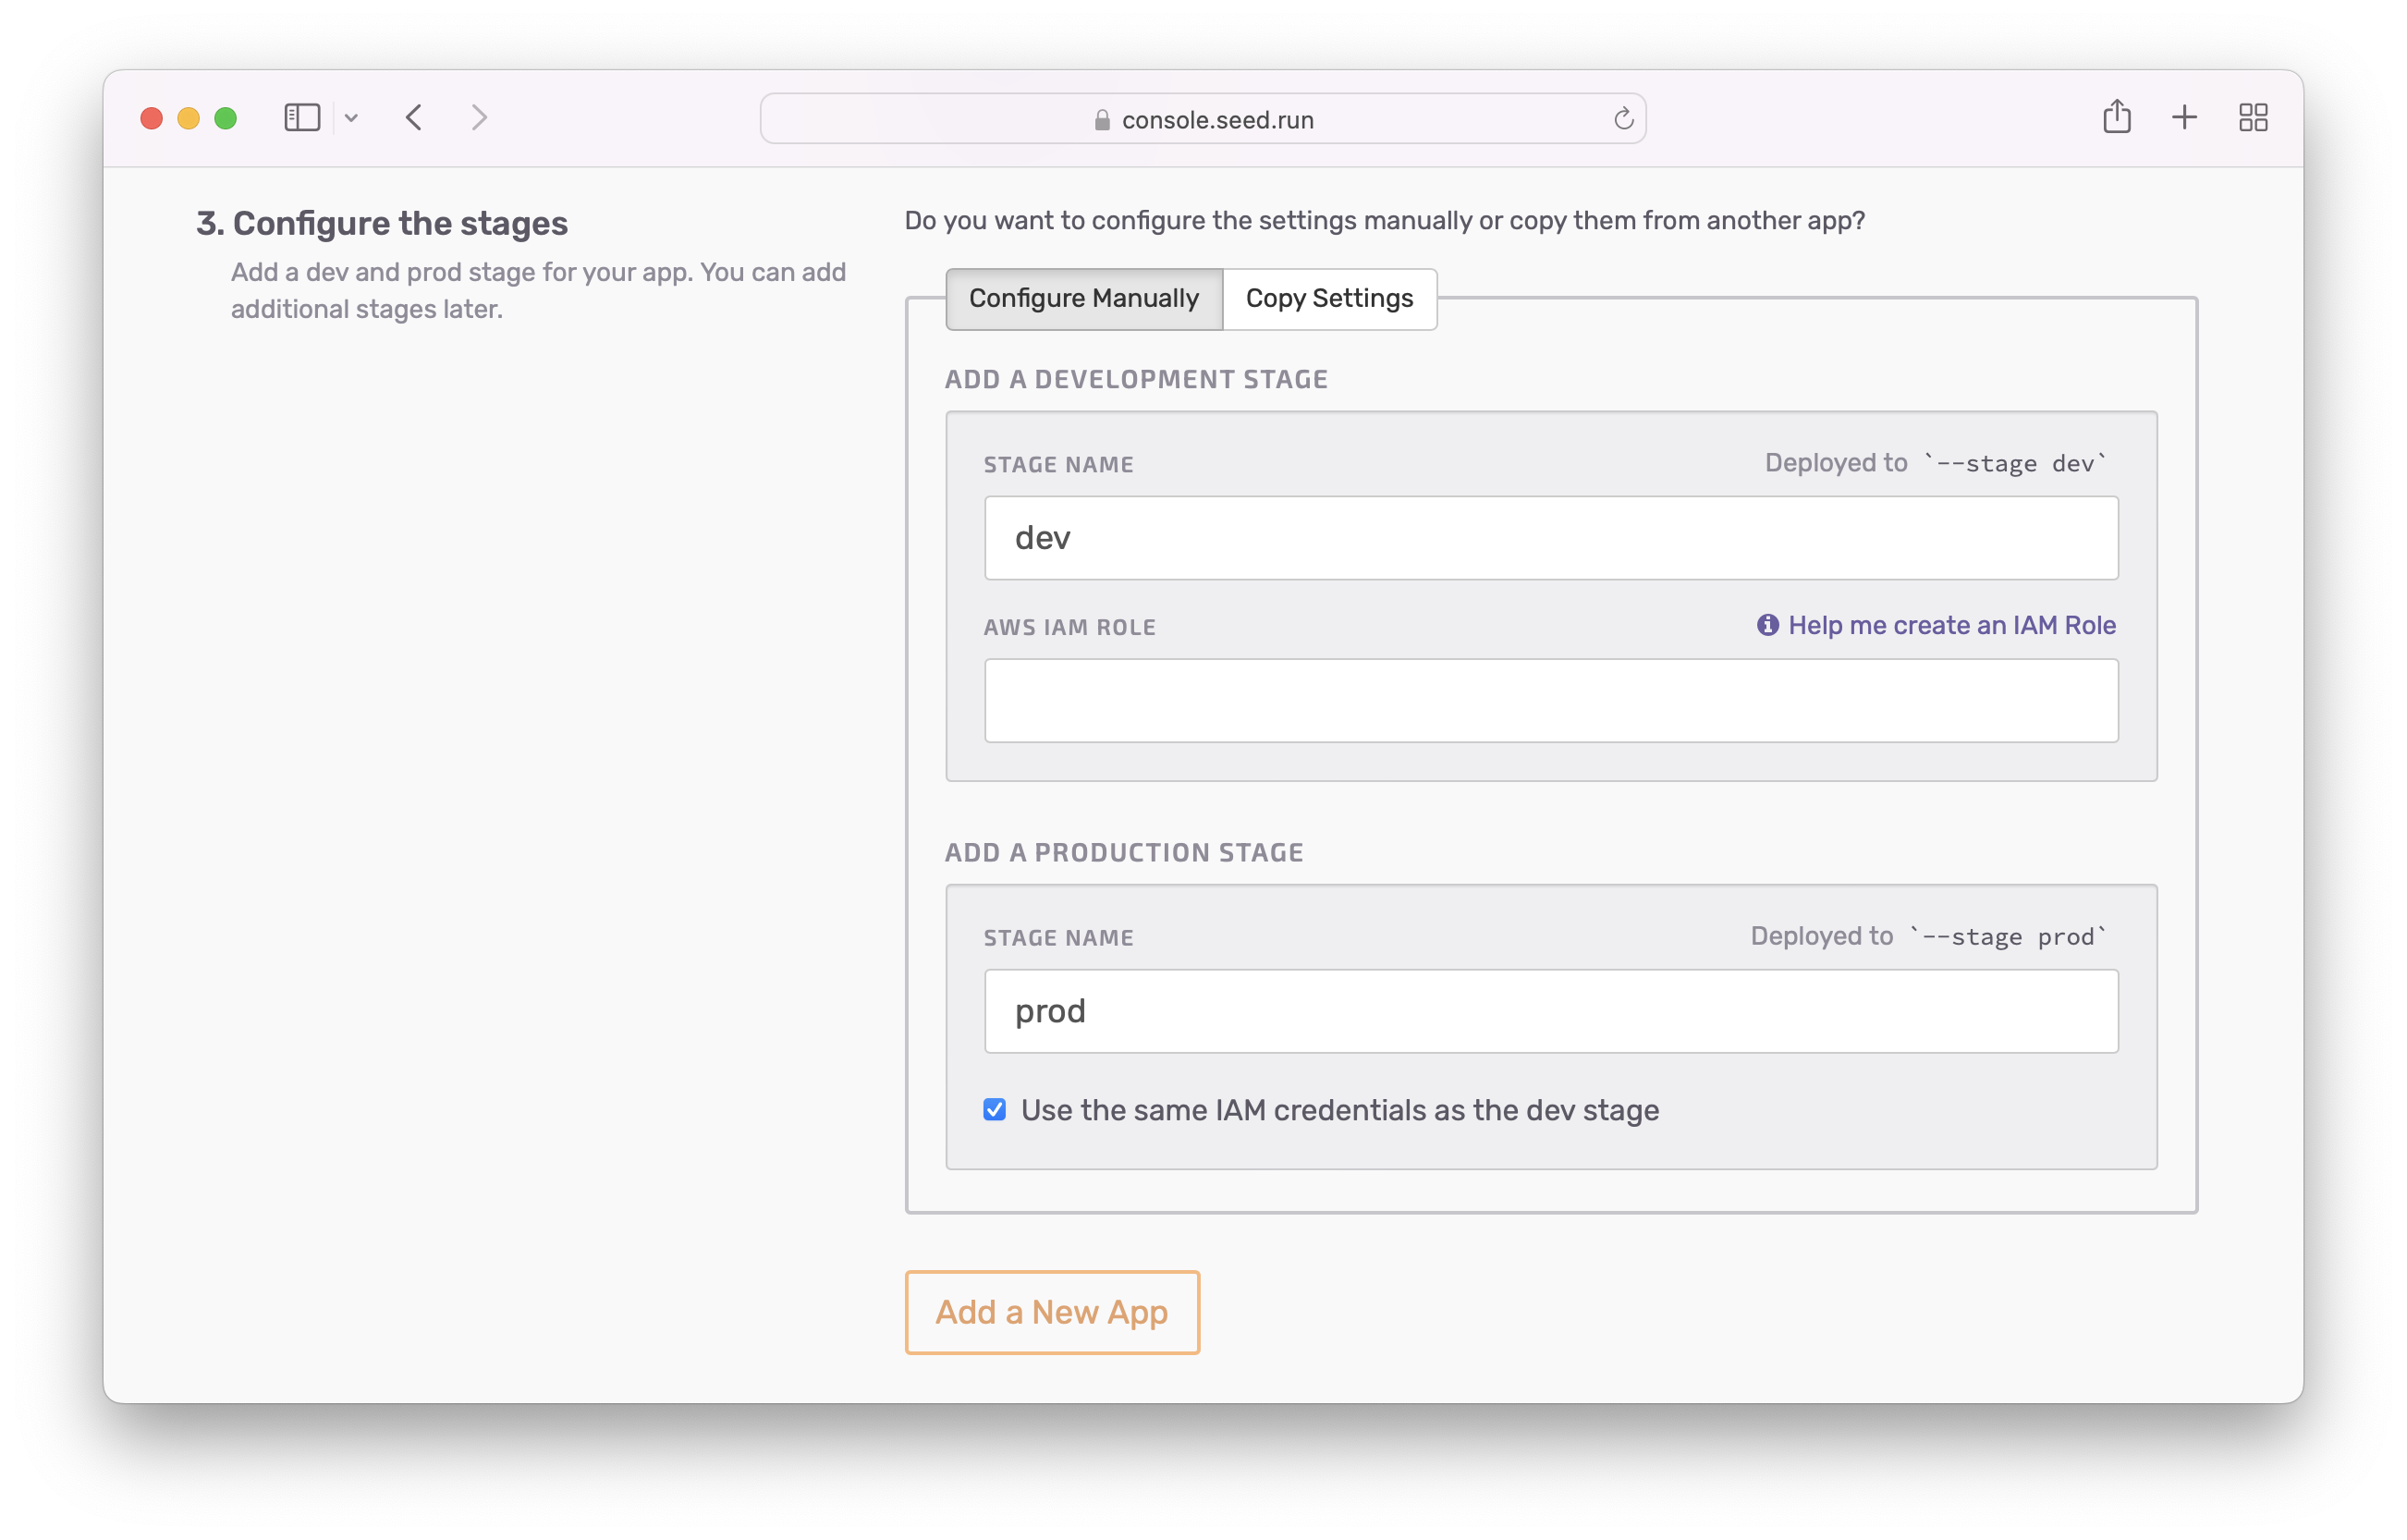 console.seed.run
3. Configure the stages
Add a dev and prod stage for your app. You can add
additional stages later.
Do you want to configure the settings manually or copy them from another app?
Configure Manually
Copy Settings
ADD A DEVELOPMENT STAGE
STAGE NAME
Deployed to `--stage dev`
dev
AWS IAM ROLE
Help me create an IAM Role
ADD A PRODUCTION STAGE
STAGE NAME
Deployed to `--stage prod`
prod
Use the same IAM credentials as the dev stage
Add a New App